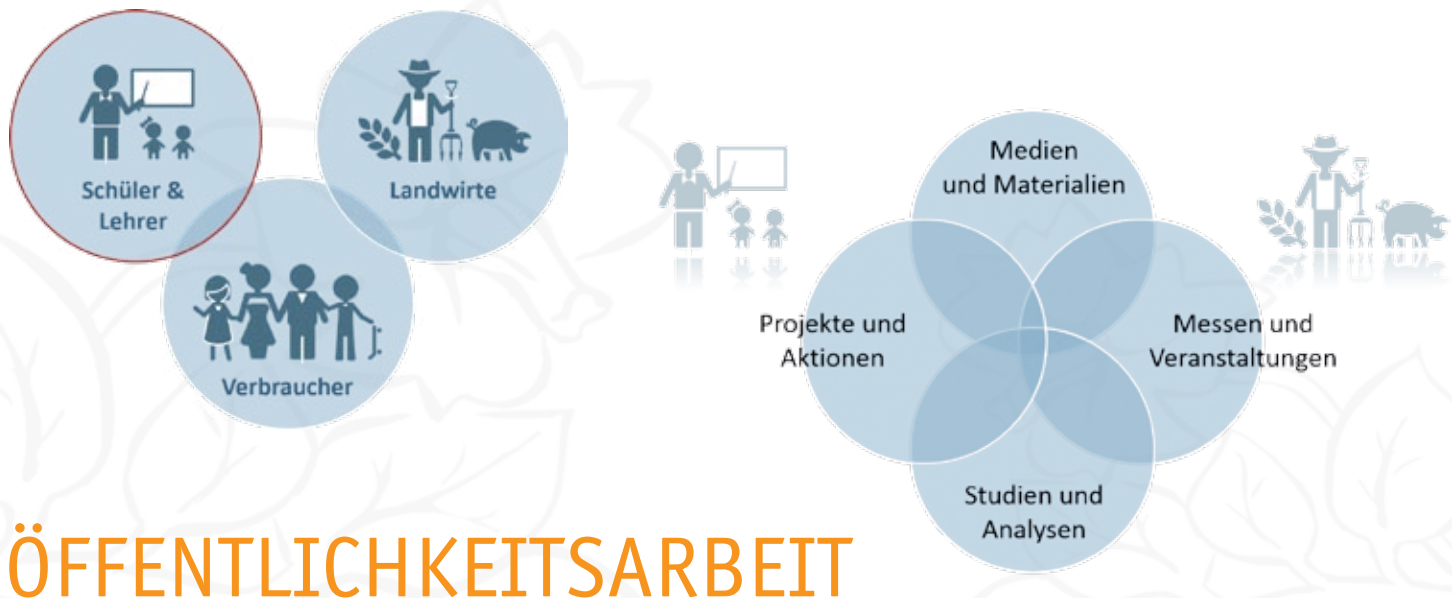 Schüler &
Lehrer
Landwirte
Verbraucher
Medien
und Materialien
Projekte und
Aktionen
Messen und
Veranstaltungen
Studien und
Analysen
ÖFFENTLICHKEITSARBEIT